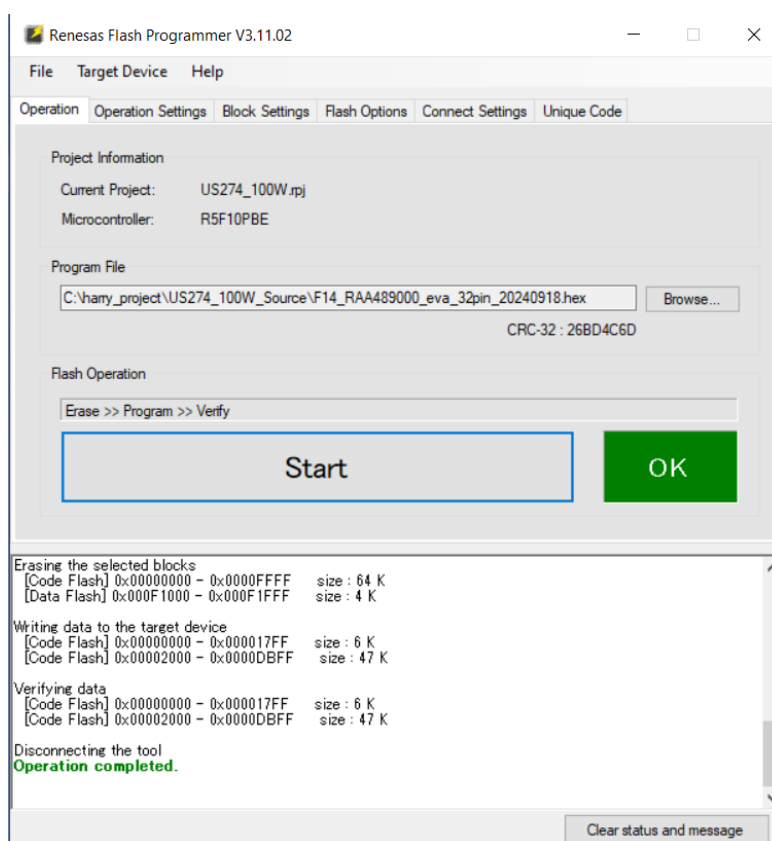 Renesas Flash Programmer V3.11.02
File Target Device Help
Operation Operation Settings Block Settings Flash Options Connect Settings Unique Code
Project Information
Current Project: US274_100W.rpj
Microcontroller: R5F10PBE
Program File
C:\harry_project\US274_100W_Source\F14_RAA489000_eva_32pin_20240918.hex Browse...
CRC-32 : 26BD4C6D
Flash Operation
Erase >> Program >> Verify
Start OK
Erasing the selected blocks
[Code Flash] 0x00000000 - 0x0000FFFF size : 64 K
[Data Flash] 0x000F1000 - 0x000F1FFF size : 4 K
Writing data to the target device
[Code Flash] 0x00000000 - 0x000017FF size : 6 K
[Code Flash] 0x00002000 - 0x0000DBFF size : 47 K
Verifying data
[Code Flash] 0x00000000 - 0x000017FF size : 6 K
[Code Flash] 0x00002000 - 0x0000DBFF size : 47 K
Disconnecting the tool
Operation completed.
Clear status and message